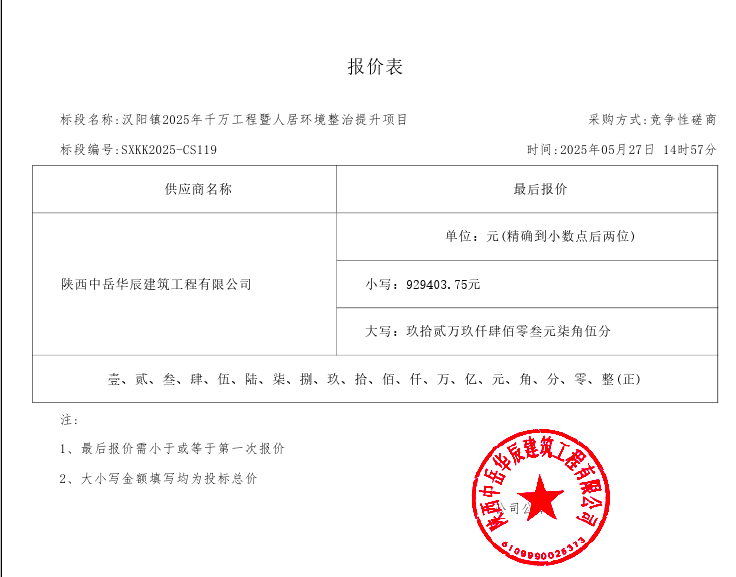 报价表
标段名称:汉阳镇2025年千万工程暨人居环境整治提升项目 采购方式:竞争性磋商
标段编号:SXKK2025-CS119 时间:2025年05月27日 14时57分
供应商名称 最后报价
单位: 元(精确到小数点后两位)
陕西中岳华辰建筑工程有限公司 小写: 929403.75元
大写: 玖拾贰万玖仟肆佰零叁元柒角伍分
壹、贰、叁、肆、伍、陆、柒、捌、玖、拾、佰、仟、万、亿、元、角、分、零、整(正)
注:
1、最后报价需小于或等于第一次报价
2、大小写金额填写均为投标总价
陕西中岳华辰建筑工程有限公司
公司公
6109990028373